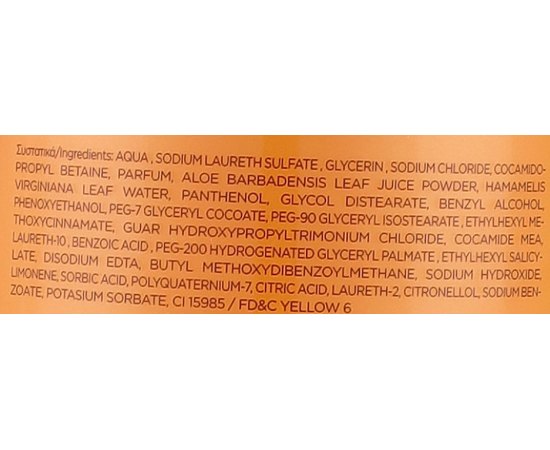 Συστατικά/Ingredients: AQUA , SODIUM LAURETH SULFATE , GLYCERIN , SODIUM CHLORIDE, COCAMIDO-
PROPYL BETAINE, PARFUM, ALOE BARBADENSIS LEAF JUICE POWDER, HAMAMELIS
VIRGINIANA LEAF WATER, PANTHENOL, GLYCOL DISTEARATE, BENZYL ALCOHOL,
PHENOXYETHANOL, PEG-7 GLYCERYL COCOATE, PEG-90 GLYCERYL ISOSTEARATE , ETHYLHEXYL ME-
THOXYCINNAMATE, GUAR HYDROXYPROPYLTRIMONIUM CHLORIDE, COCAMIDE MEA,
LAURETH-10 , BENZOIC ACID , PEG-200 HYDROGENATED GLYCERYL PALMATE , ETHYLHEXYL SALICY-
LATE, DISODIUM EDTA, BUTYL METHOXYDIBENZOYLMETHANE, SODIUM HYDROXIDE,
LIMONENE, SORBIC ACID, POLYQUATERNIUM-7, CITRIC ACID, LAURETH-2, CITRONELLOL, SODIUM BEN-
ZOATE, POTASSIUM SORBATE, CI 15985 / FD&C YELLOW 6